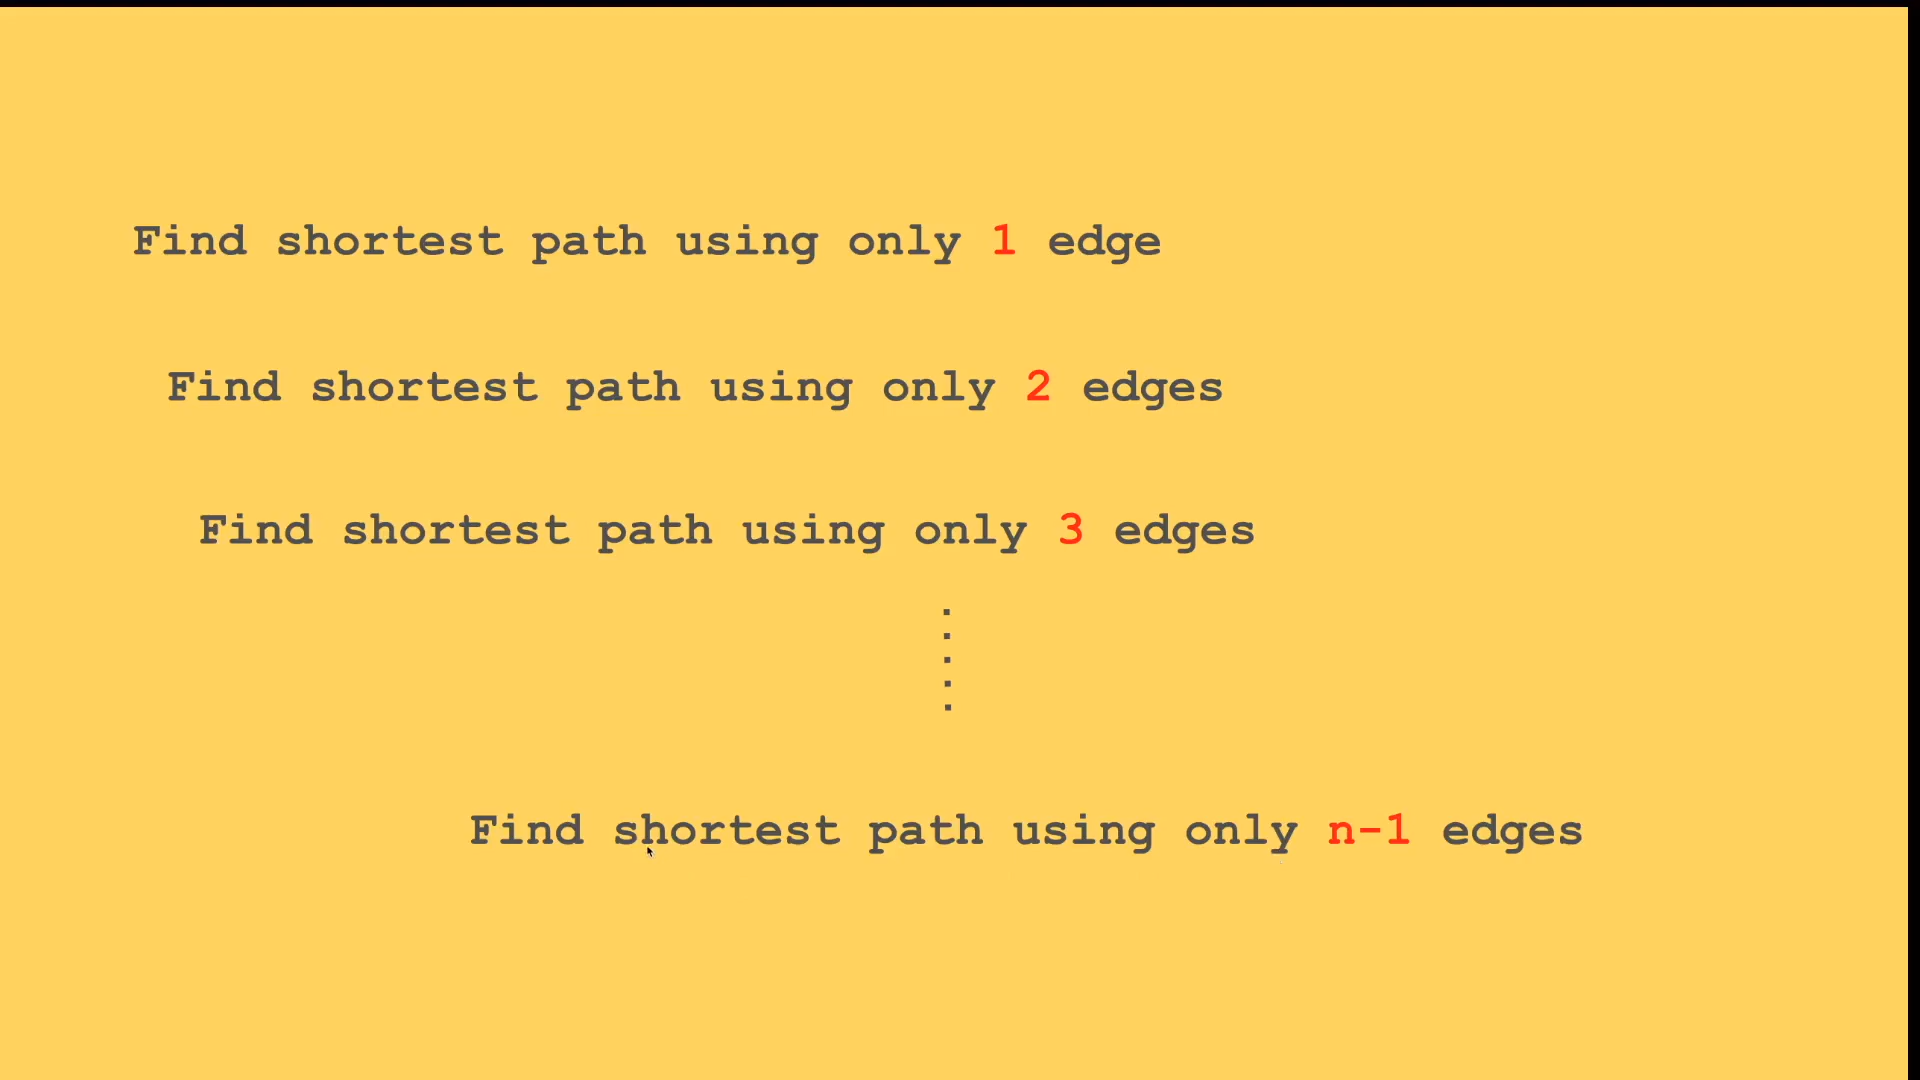 Find shortest path using only 1 edge
Find shortest path using only 2 edges
Find shortest path using only 3 edges
.
.
.
.
.
Find shortest path using only n-1 edges